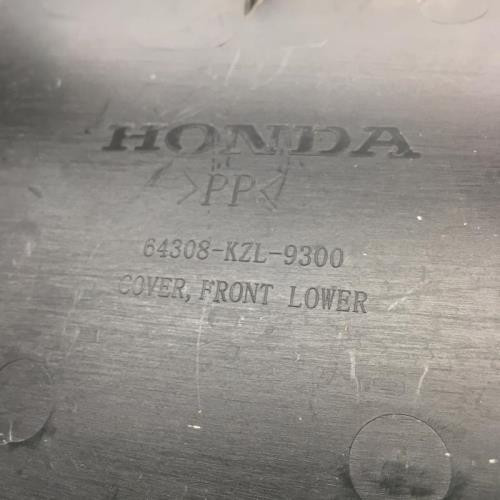 HONDA
>PP<
64308-KZL-9300
COVER, FRONT LOWER